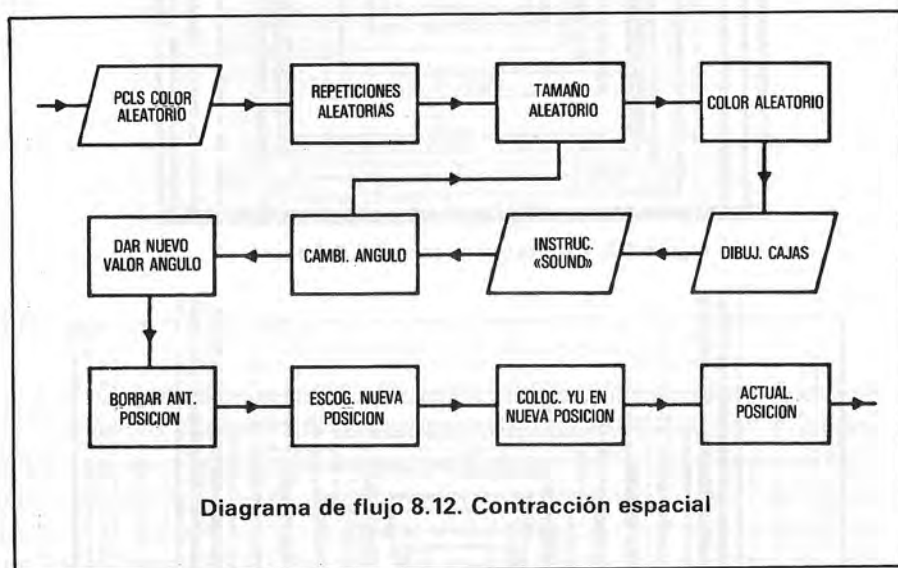 PCLS COLOR
ALEATORIO
REPETICIONES
ALEATORIAS
TAMAÑO
ALEATORIO
COLOR ALEATORIO
DAR NUEVO
VALOR ANGULO
CAMBI. ANGULO
INSTRUC.
«SOUND»
DIBUJ. CAJAS
BORRAR ANT.
POSICION
ESCOG. NUEVA
POSICION
COLOC. YU EN
NUEVA POSICION
ACTUAL.
POSICION
Diagrama de flujo 8.12. Contracción espacial